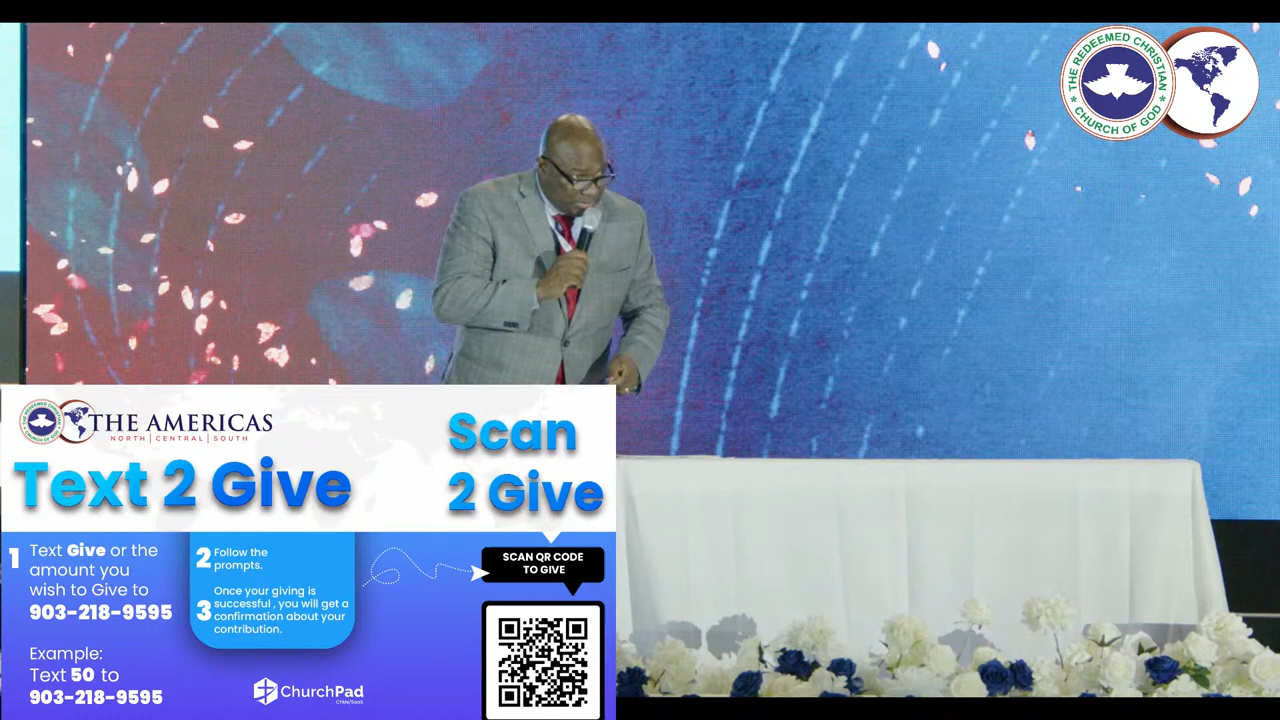 THE REDEEMED CHRISTIAN
CHURCH OF GOD
THE AMERICAS
NORTH | CENTRAL | SOUTH
Text 2 Give
Scan
2 Give
1 Text Give or the
amount you
wish to Give to
903-218-9595
Example:
Text 50 to
903-218-9595
2 Follow the
prompts.
3 Once your giving is
successful , you will get a
confirmation about your
contribution.
ChurchPad
SCAN QR CODE
TO GIVE